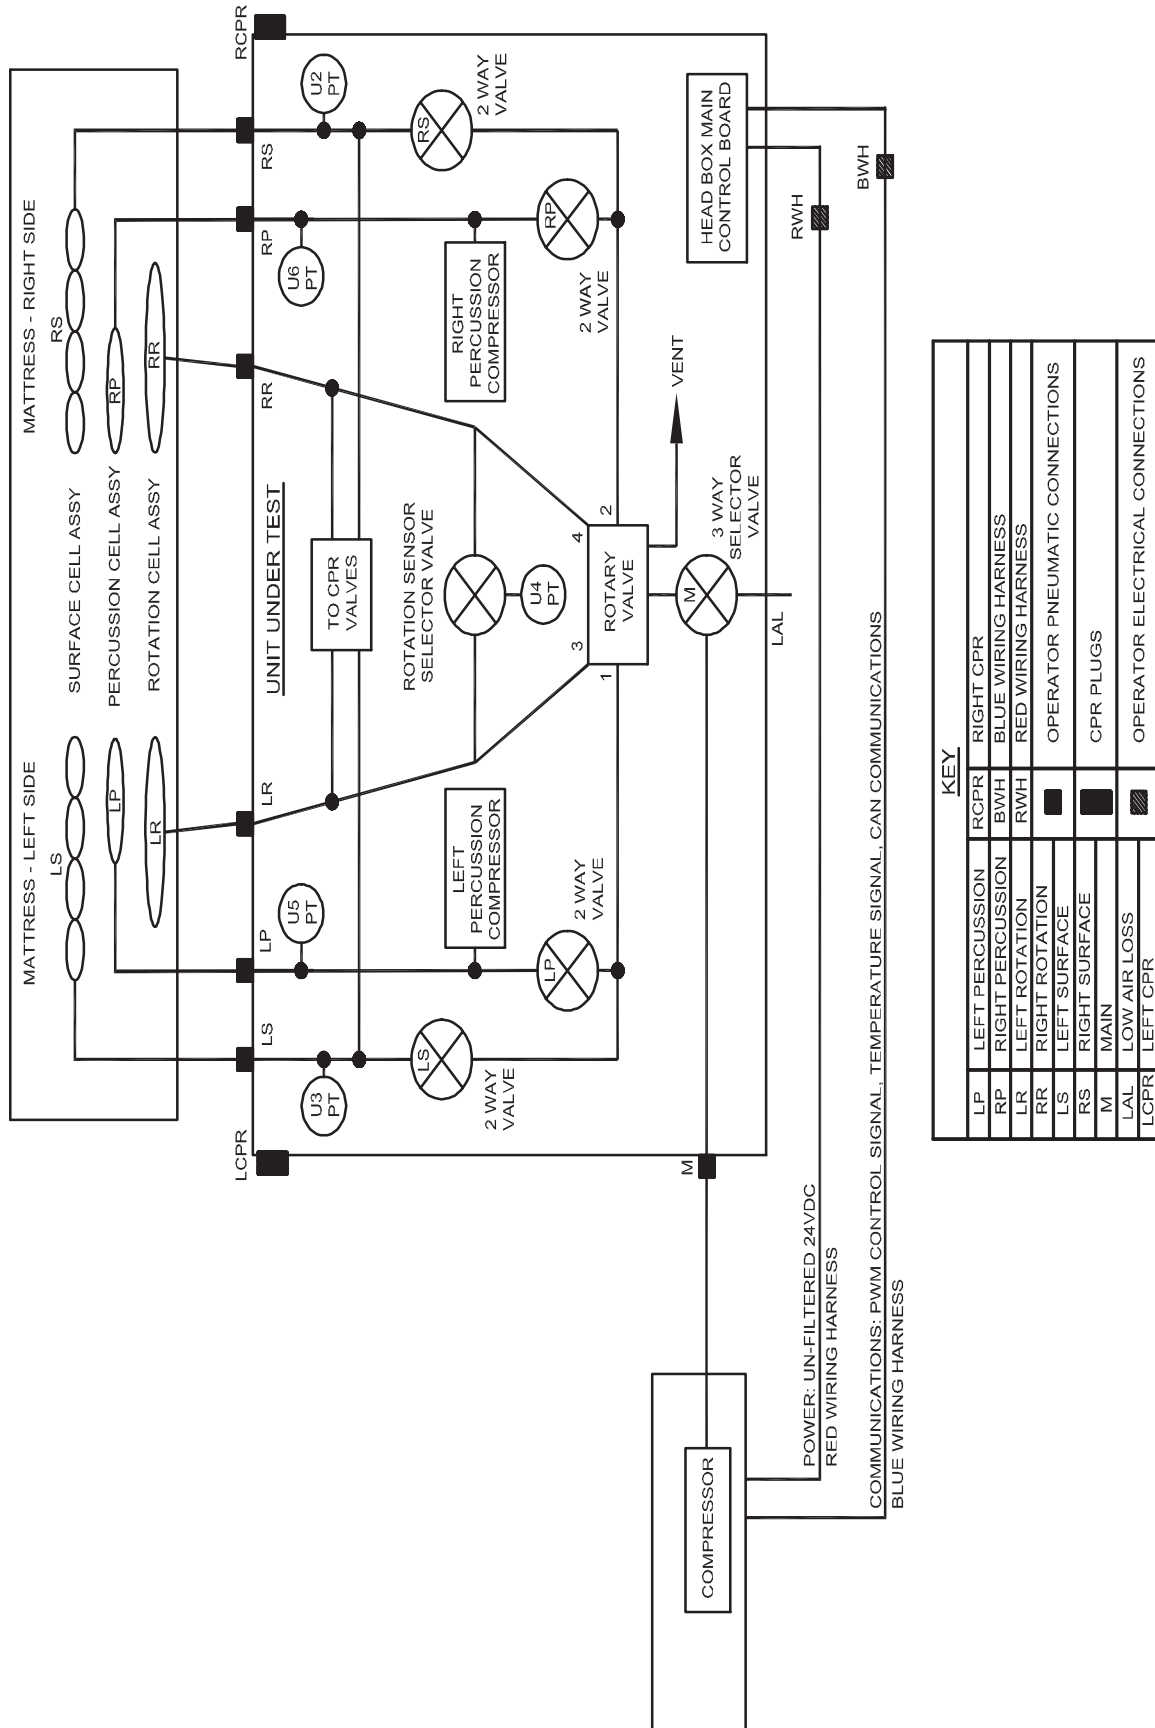 MATTRESS - LEFT SIDE
MATTRESS - RIGHT SIDE
LS
SURFACE CELL ASSY
RS
LP
PERCUSSION CELL ASSY
RP
LR
ROTATION CELL ASSY
RR
LCPR
LS
LP
LR
UNIT UNDER TEST
RR
RP
RS
RCPR
U3
PT
U5
PT
TO CPR
VALVES
U6
PT
U2
PT
LS
2 WAY
VALVE
LEFT
PERCUSSION
COMPRESSOR
ROTATION SENSOR
SELECTOR VALVE
RIGHT
PERCUSSION
COMPRESSOR
RS
2 WAY
VALVE
LP
2 WAY
VALVE
U4
PT
RP
2 WAY
VALVE
3
4
1
ROTARY
VALVE
2
M
M
3 WAY
SELECTOR
VALVE
VENT
HEAD BOX MAIN
CONTROL BOARD
LAL
COMPRESSOR
POWER: UN-FILTERED 24VDC
RED WIRING HARNESS
RWH
COMMUNICATIONS: PWM CONTROL SIGNAL, TEMPERATURE SIGNAL, CAN COMMUNICATIONS
BLUE WIRING HARNESS
BWH
KEY
LP LEFT PERCUSSION RCPR RIGHT CPR
RP RIGHT PERCUSSION BWH BLUE WIRING HARNESS
LR LEFT ROTATION RWH RED WIRING HARNESS
RR RIGHT ROTATION OPERATOR PNEUMATIC CONNECTIONS
LS LEFT SURFACE
RS RIGHT SURFACE CPR PLUGS
M MAIN
LAL LOW AIR LOSS OPERATOR ELECTRICAL CONNECTIONS
LCPR LEFT CPR